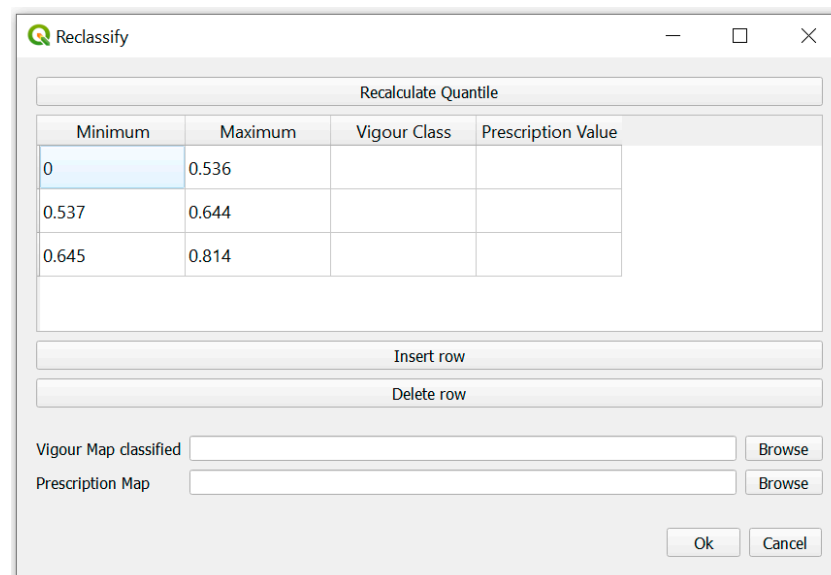 Reclassify
Recalculate Quantile
Minimum Maximum Vigour Class Prescription Value
0 0.536
0.537 0.644
0.645 0.814
Insert row
Delete row
Vigour Map classified Browse
Prescription Map Browse
Ok Cancel